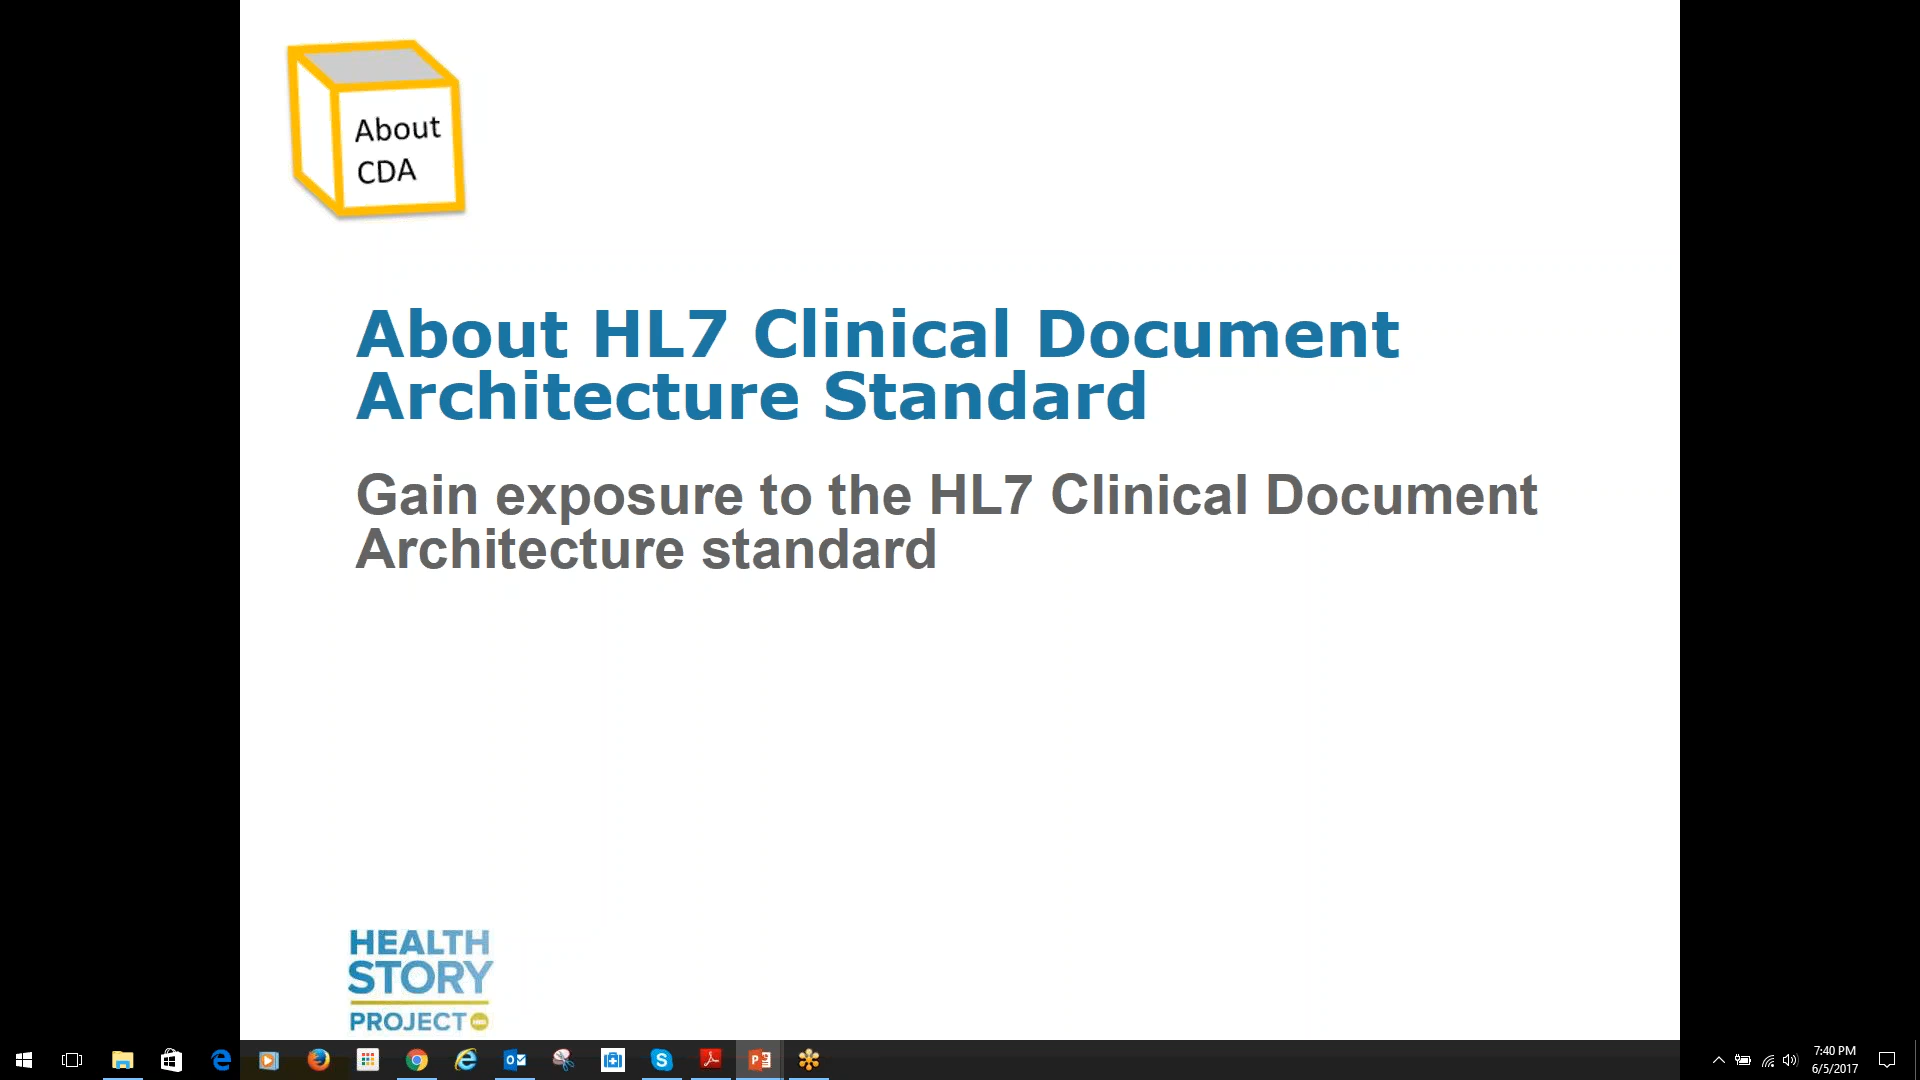 About
CDA
About HL7 Clinical Document
Architecture Standard
Gain exposure to the HL7 Clinical Document
Architecture standard
HEALTH
STORY
PROJECT
7:40 PM
6/5/2017